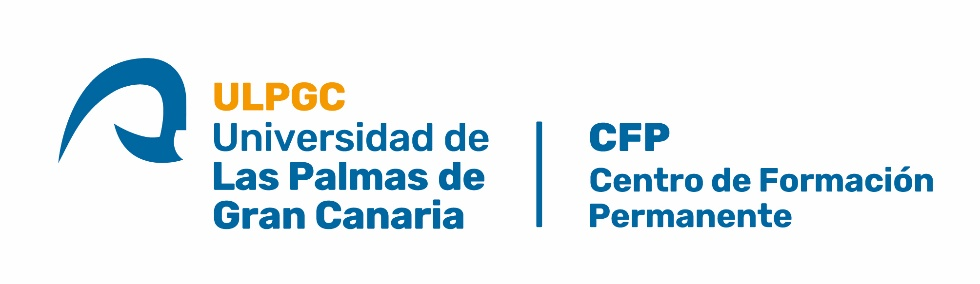 ULPGC
Universidad de
Las Palmas de
Gran Canaria
CFP
Centro de Formación
Permanente